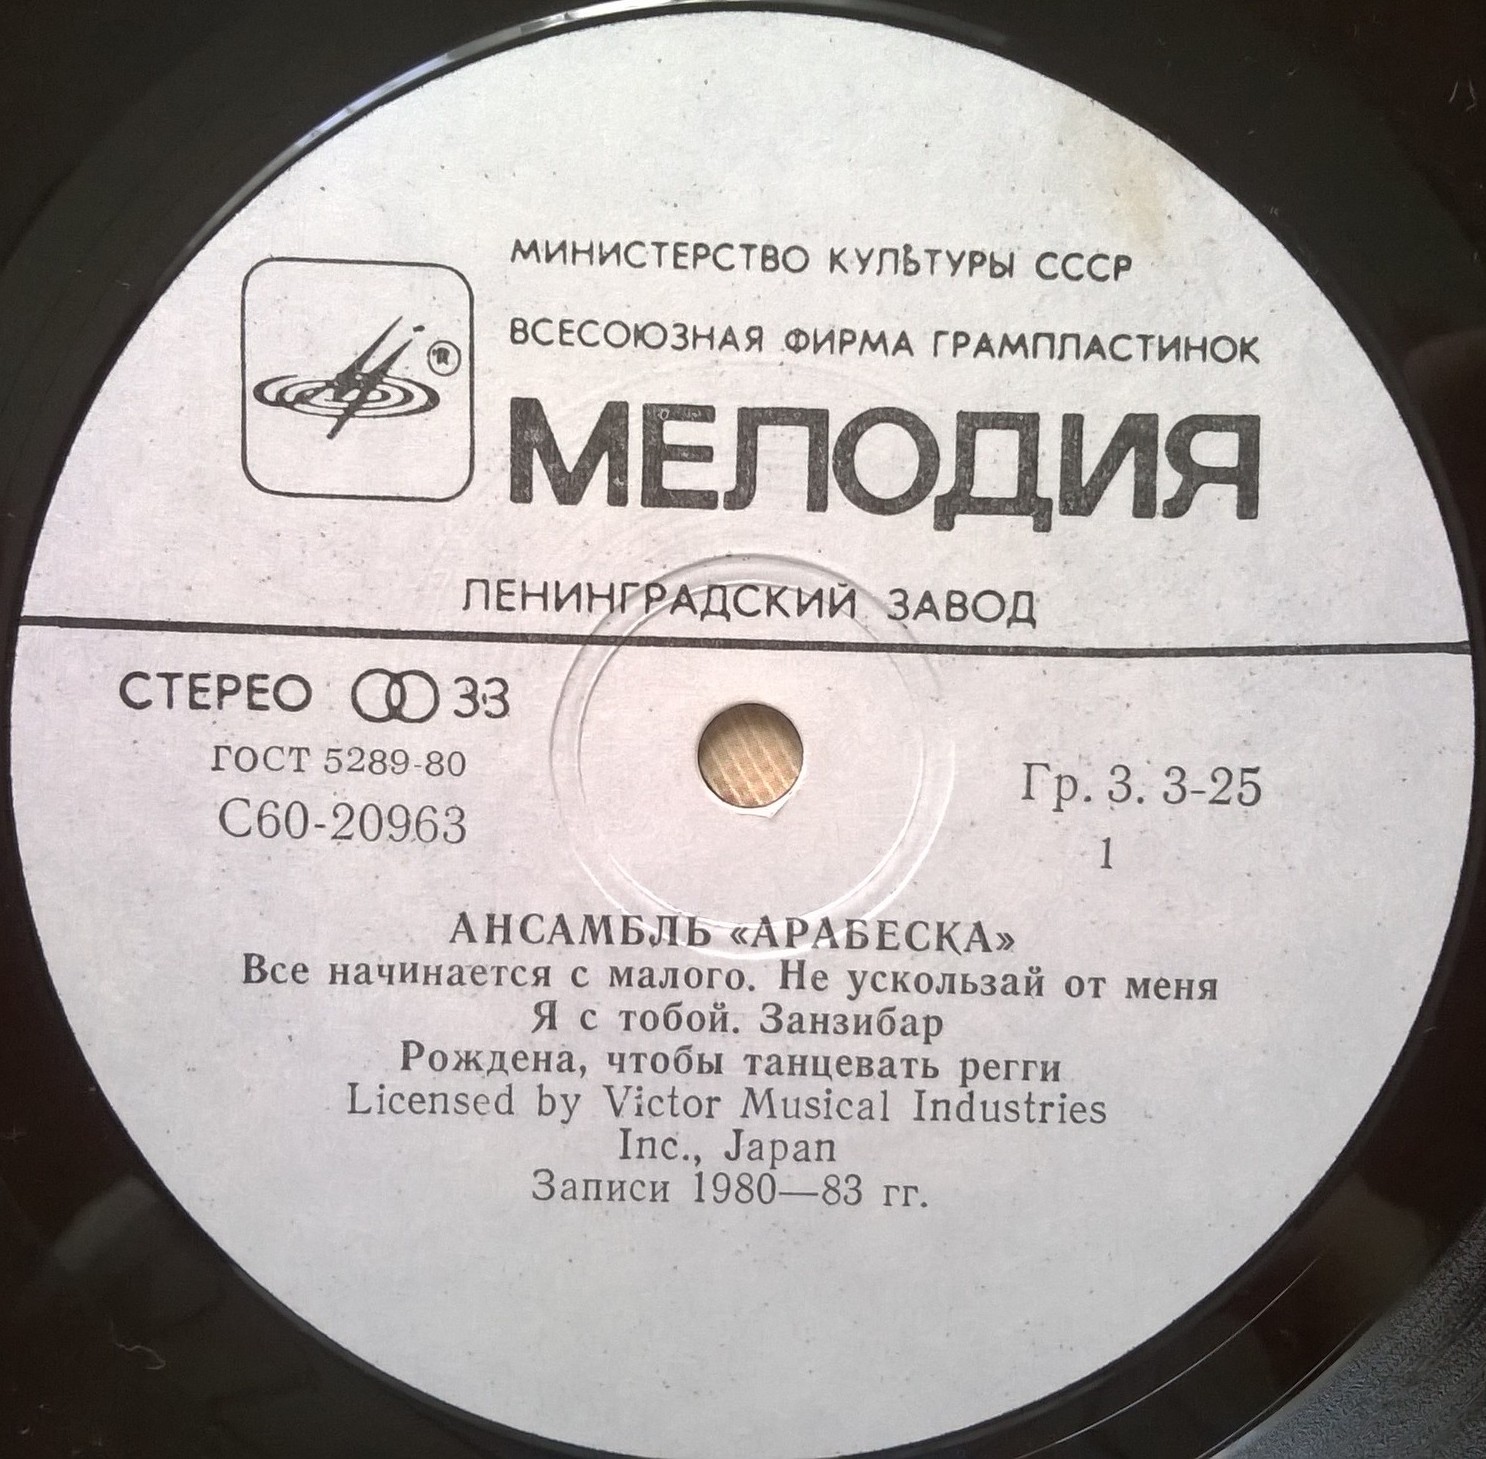 МИНИСТЕРСТВО КУЛЬТУРЫ СССР
ВСЕСОЮЗНАЯ ФИРМА ГРАМПЛАСТИНОК
®
МЕЛОДИЯ
ЛЕНИНГРАДСКИЙ ЗАВОД
СТЕРЕО 33
ГОСТ 5289-80
С60-20963
Гр. 3. 3-25
1
АНСАМБЛЬ «АРАБЕСКА»
Все начинается с малого. Не ускользай от меня
Я с тобой. Занзибар
Рождена, чтобы танцевать регги
Licensed by Victor Musical Industries
Inc., Japan
Записи 1980—83 гг.